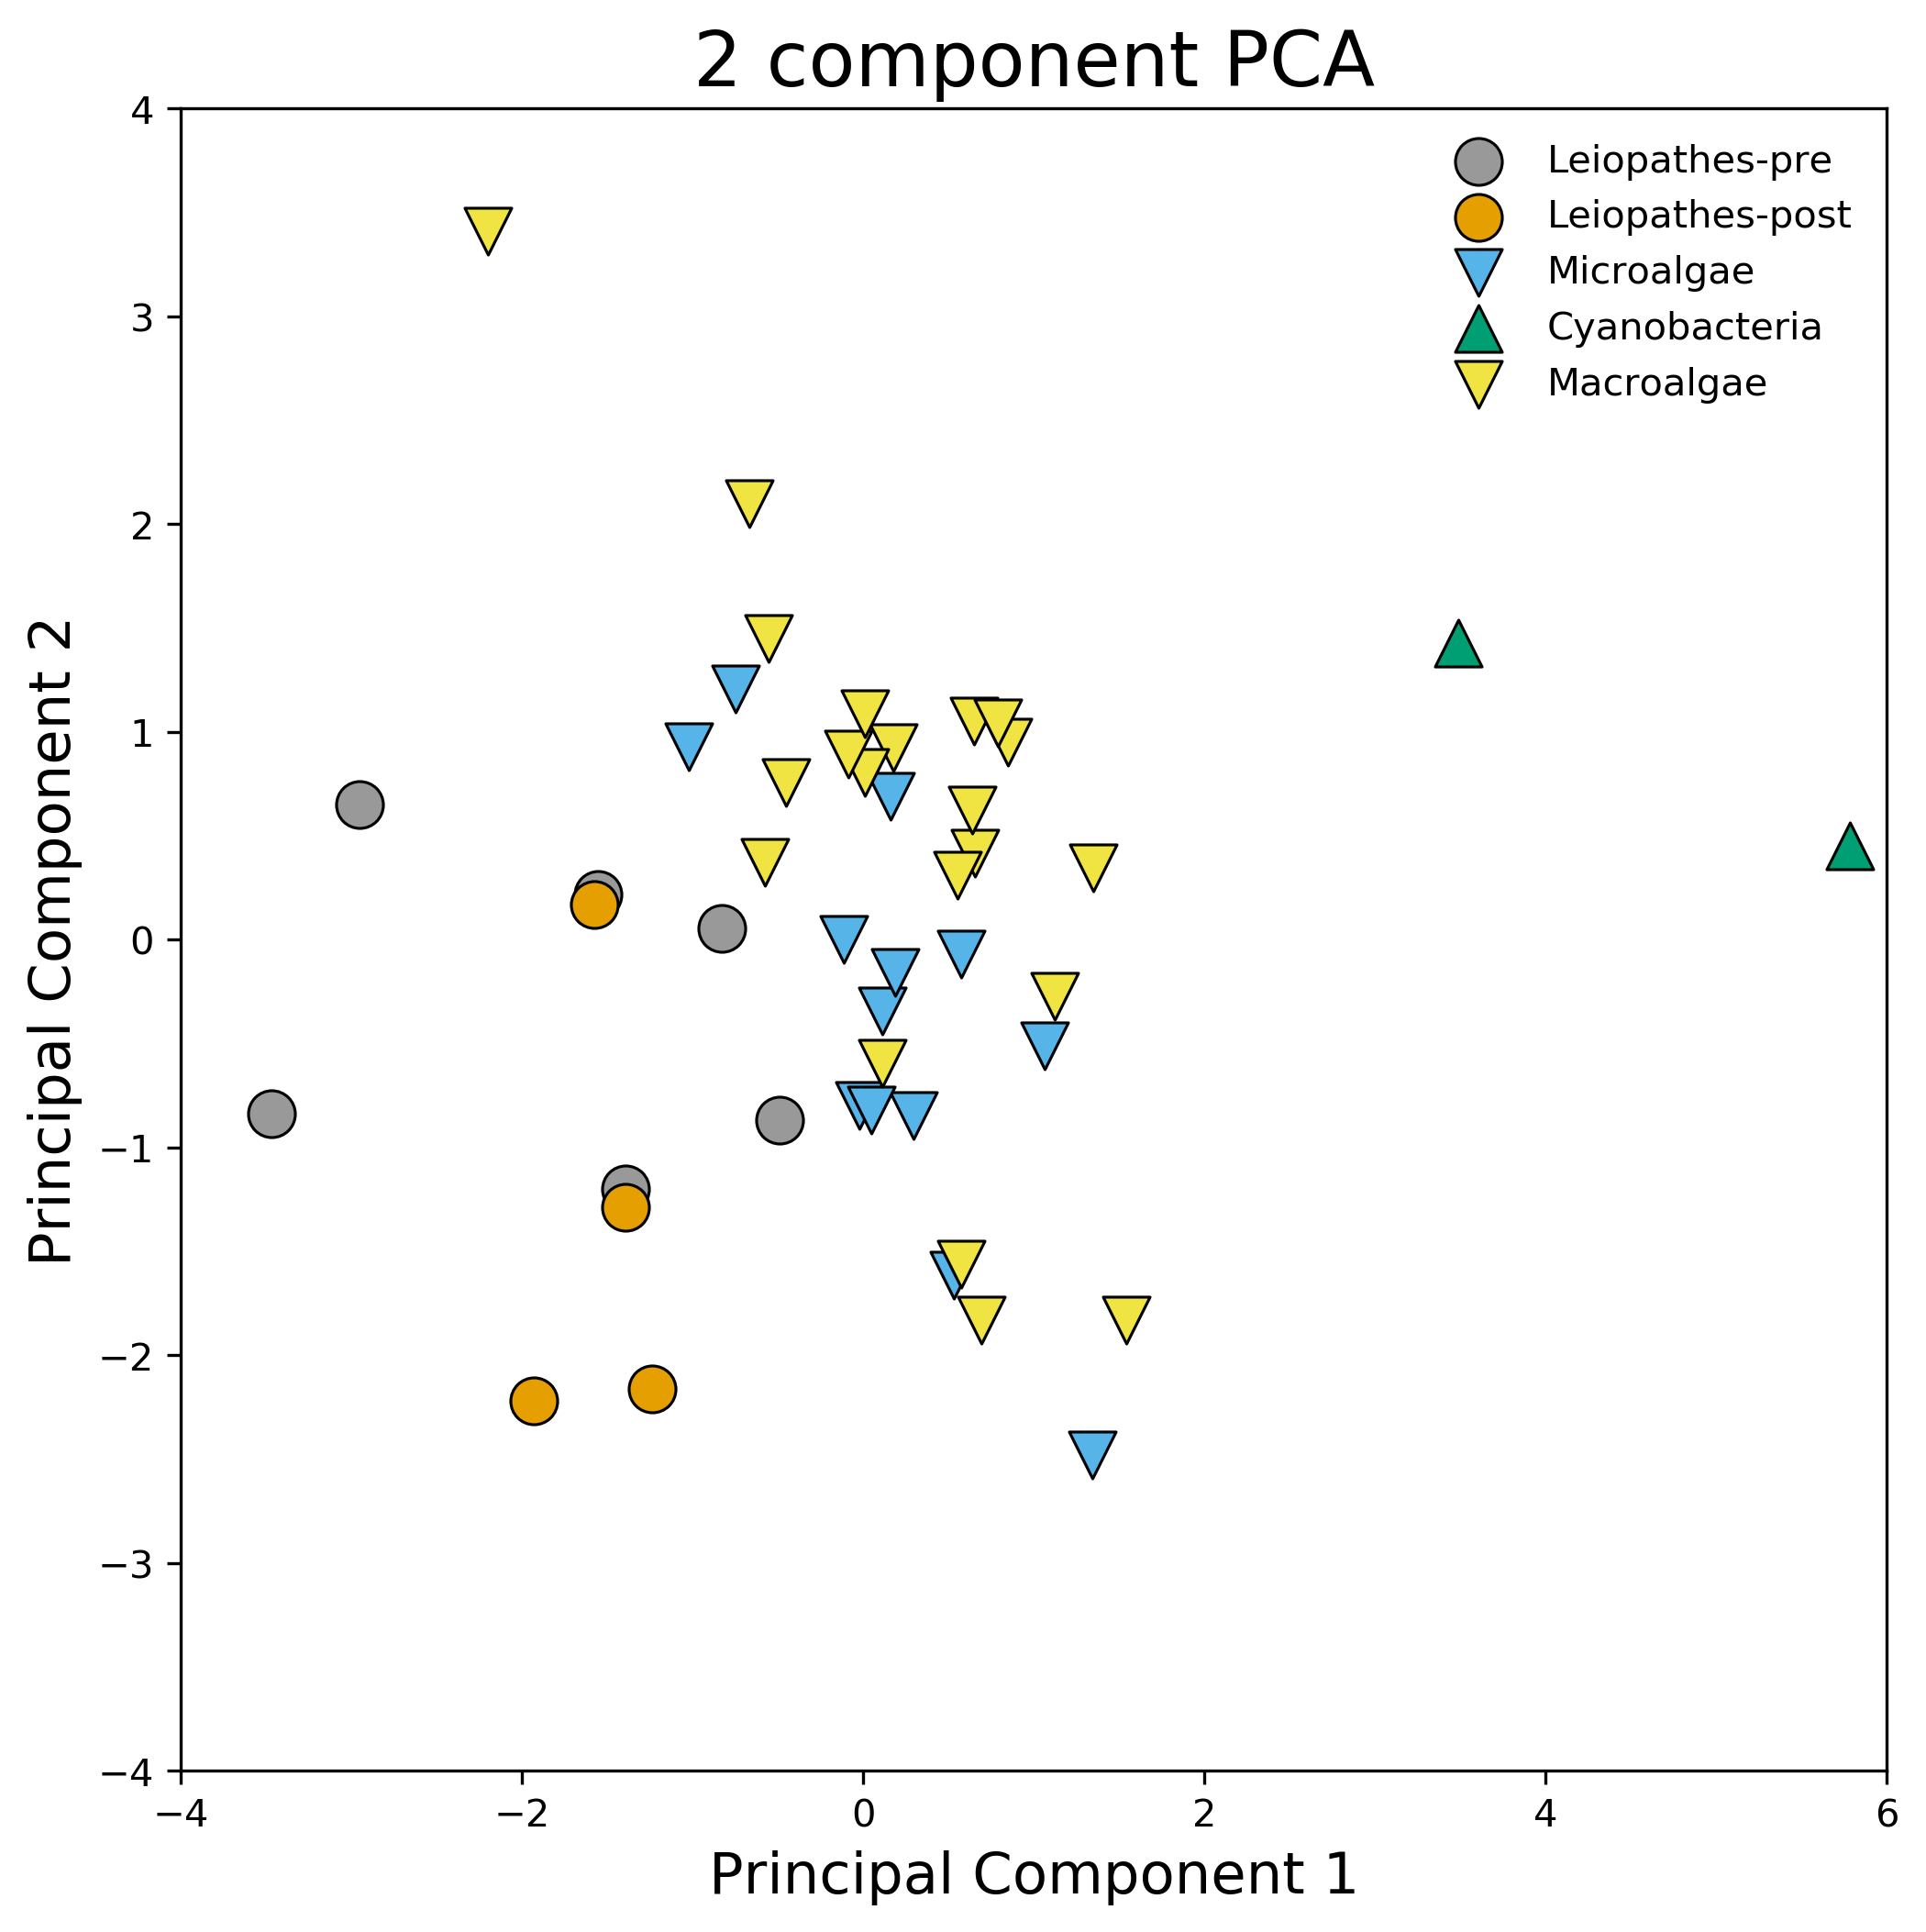 2 component PCA
4
3
2
1
0
−1
−2
−3
−4
Principal Component 2
Leiopathes-pre
Leiopathes-post
Microalgae
Cyanobacteria
Macroalgae
−4 −2 0 2 4 6
Principal Component 1